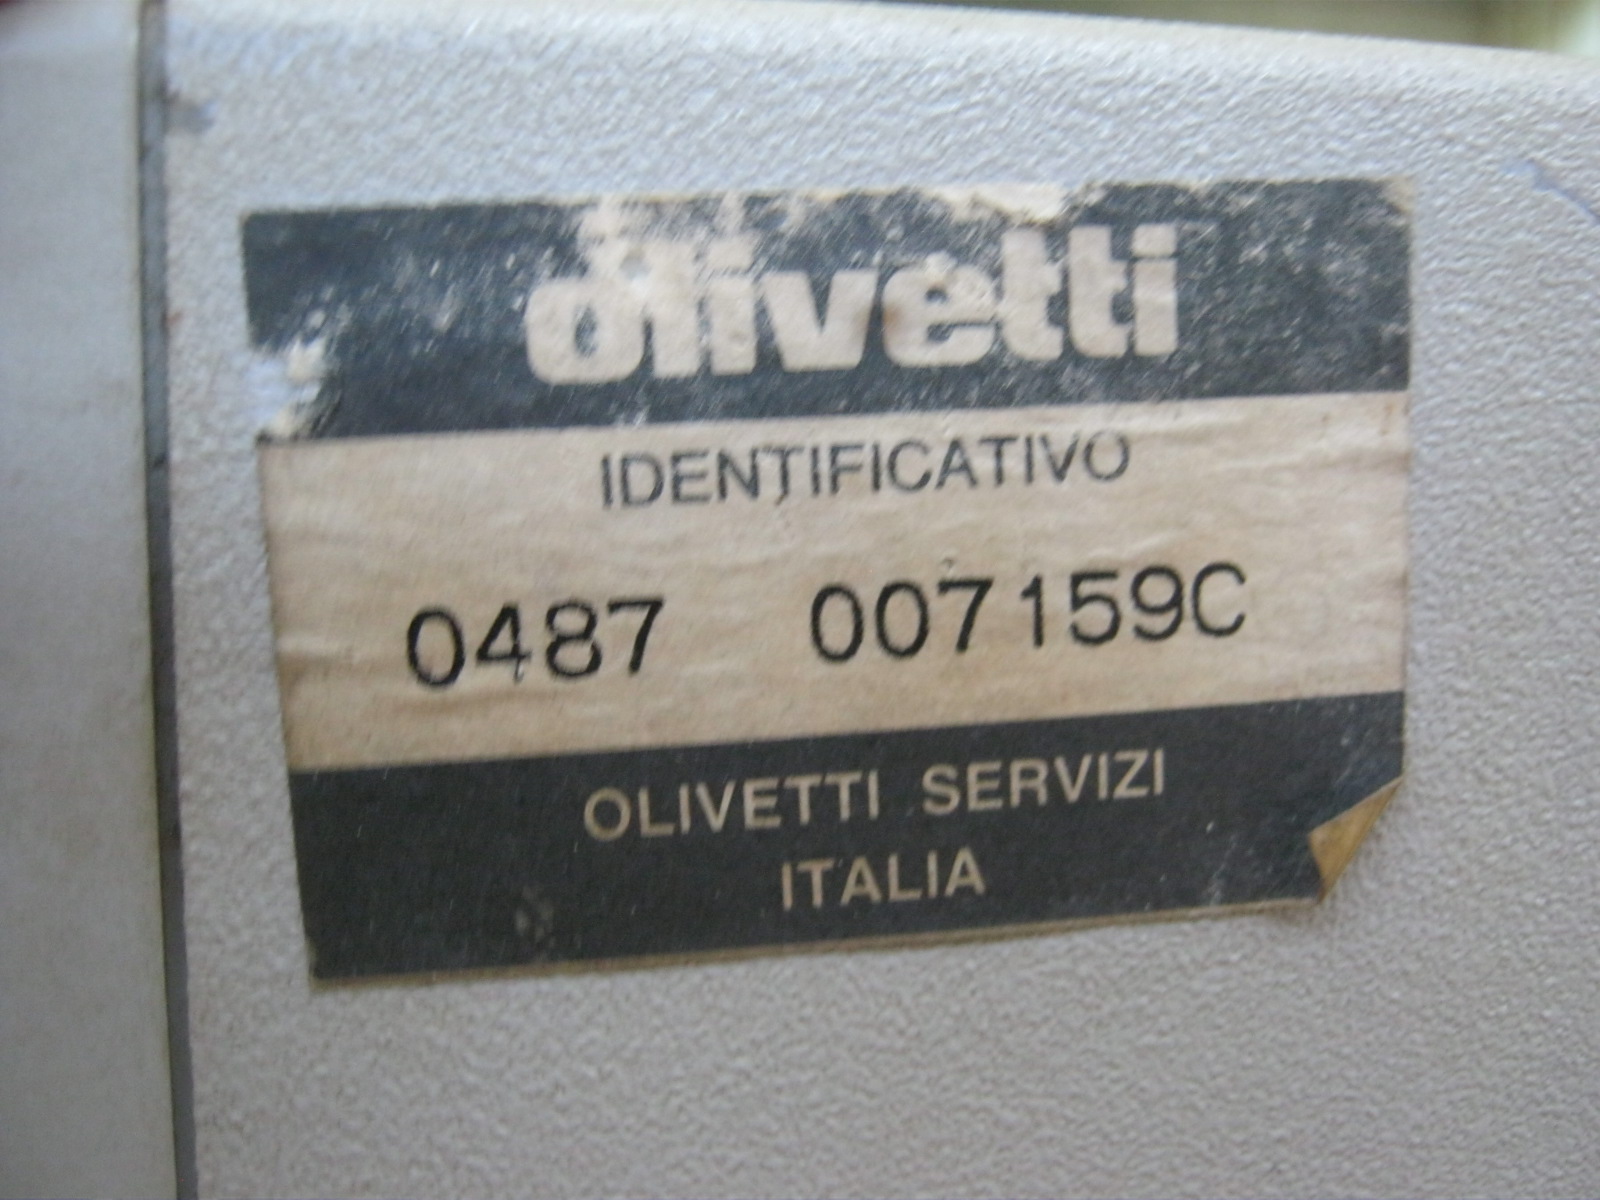 olivetti
IDENTIFICATIVO
0487 007159C
OLIVETTI SERVIZI
ITALIA